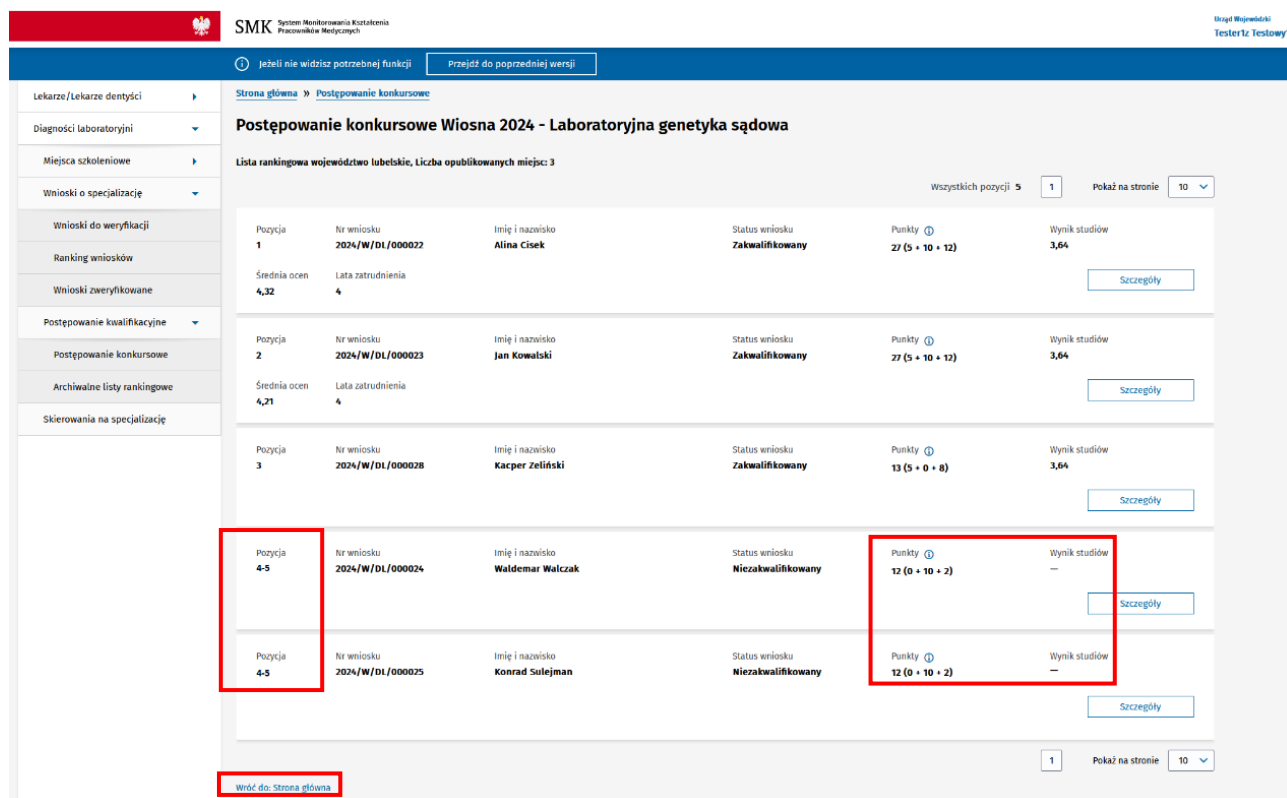 SMK System Monitorowania Kształcenia
Pracowników Medycznych
Urząd Wojewódzki
Tester1z Testowy
Jeżeli nie widzisz potrzebnej funkcji
Przejdź do poprzedniej wersji
Lekarze/Lekarze dentyści
Diagności laboratoryjni
Miejsca szkoleniowe
Wnioski o specjalizację
Wnioski do weryfikacji
Ranking wniosków
Wnioski zweryfikowane
Postępowanie kwalifikacyjne
Postępowanie konkursowe
Archiwalne listy rankingowe
Skierowania na specjalizację
Strona główna » Postępowanie konkursowe
Postępowanie konkursowe Wiosna 2024 - Laboratoryjna genetyka sądowa
Lista rankingowa województwo lubelskie, Liczba opublikowanych miejsc: 3
Wszystkich pozycji 5 1 Pokaż na stronie 10
Pozycja Nr wniosku Imię i nazwisko Status wniosku Punkty Wynik studiów
1 2024/W/DL/000022 Alina Cisek Zakwalifikowany 27 (5 + 10 + 12) 3,64
Średnia ocen Lata zatrudnienia
4,32 4
Szczegóły
Pozycja Nr wniosku Imię i nazwisko Status wniosku Punkty Wynik studiów
2 2024/W/DL/000023 Jan Kowalski Zakwalifikowany 27 (5 + 10 + 12) 3,64
Średnia ocen Lata zatrudnienia
4,21 4
Szczegóły
Pozycja Nr wniosku Imię i nazwisko Status wniosku Punkty Wynik studiów
3 2024/W/DL/000028 Kacper Zeliński Zakwalifikowany 13 (5 + 0 + 8) 3,64
Szczegóły
Pozycja Nr wniosku Imię i nazwisko Status wniosku Punkty Wynik studiów
4-5 2024/W/DL/000024 Waldemar Walczak Niezakwalifikowany 12 (0 + 10 + 2) —
Szczegóły
Pozycja Nr wniosku Imię i nazwisko Status wniosku Punkty Wynik studiów
4-5 2024/W/DL/000025 Konrad Sulejman Niezakwalifikowany 12 (0 + 10 + 2) —
Szczegóły
1 Pokaż na stronie 10
Wróć do: Strona główna